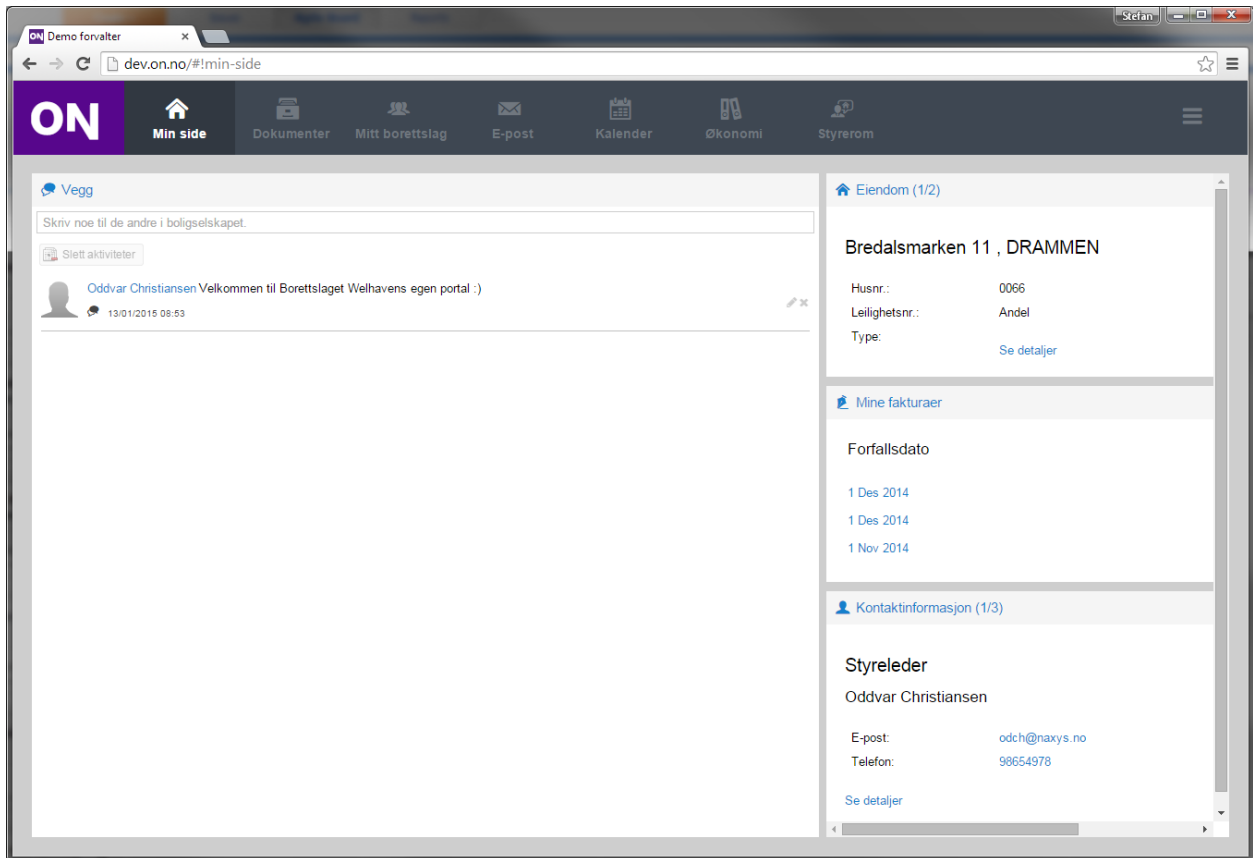 Stefan
ON Demo forvalter
dev.on.no/#!min-side
ON
Min side
Dokumenter
Mitt borettslag
E-post
Kalender
Økonomi
Styrerom
Vegg
Skriv noe til de andre i boligselskapet.
Slett aktiviteter
Oddvar Christiansen Velkommen til Borettslaget Welhavens egen portal :)
13/01/2015 08:53
Eiendom (1/2)
Bredalsmarken 11 , DRAMMEN
Husnr.: 0066
Leilighetsnr.: Andel
Type:
Se detaljer
Mine fakturaer
Forfallsdato
1 Des 2014
1 Des 2014
1 Nov 2014
Kontaktinformasjon (1/3)
Styreleder
Oddvar Christiansen
E-post: odch@naxys.no
Telefon: 98654978
Se detaljer